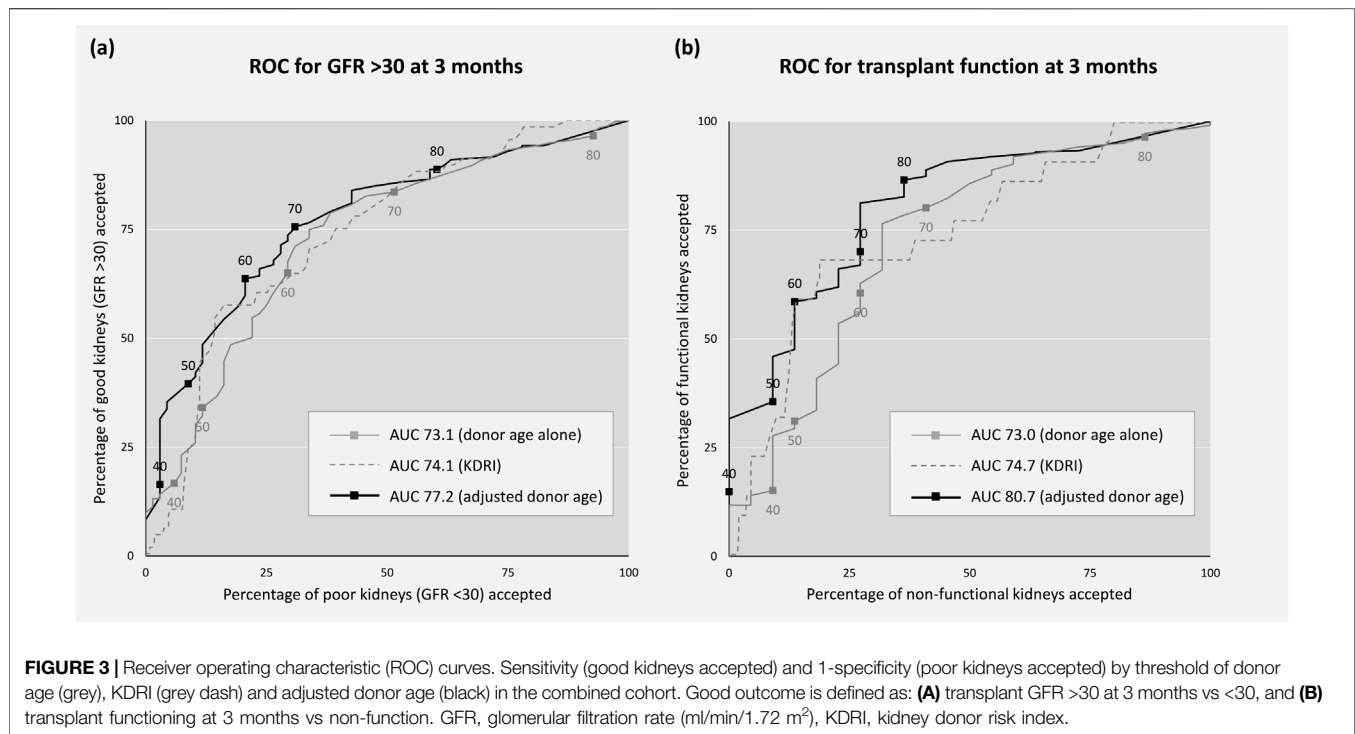 (a)
ROC for GFR >30 at 3 months
Percentage of good kidneys (GFR >30) accepted
100
75
50
25
0
40
50
60
70
80
40
50
60
70
80
AUC 73.1 (donor age alone)
AUC 74.1 (KDRI)
AUC 77.2 (adjusted donor age)
0 25 50 75 100
Percentage of poor kidneys (GFR <30) accepted
(b)
ROC for transplant function at 3 months
Percentage of functional kidneys accepted
100
75
50
25
0
40
50
60
70
80
40
50
60
70
80
AUC 73.0 (donor age alone)
AUC 74.7 (KDRI)
AUC 80.7 (adjusted donor age)
0 25 50 75 100
Percentage of non-functional kidneys accepted
FIGURE 3 | Receiver operating characteristic (ROC) curves. Sensitivity (good kidneys accepted) and 1-specificity (poor kidneys accepted) by threshold of donor
age (grey), KDRI (grey dash) and adjusted donor age (black) in the combined cohort. Good outcome is defined as: (A) transplant GFR >30 at 3 months vs <30, and (B)
transplant functioning at 3 months vs non-function. GFR, glomerular filtration rate (ml/min/1.72 m²), KDRI, kidney donor risk index.